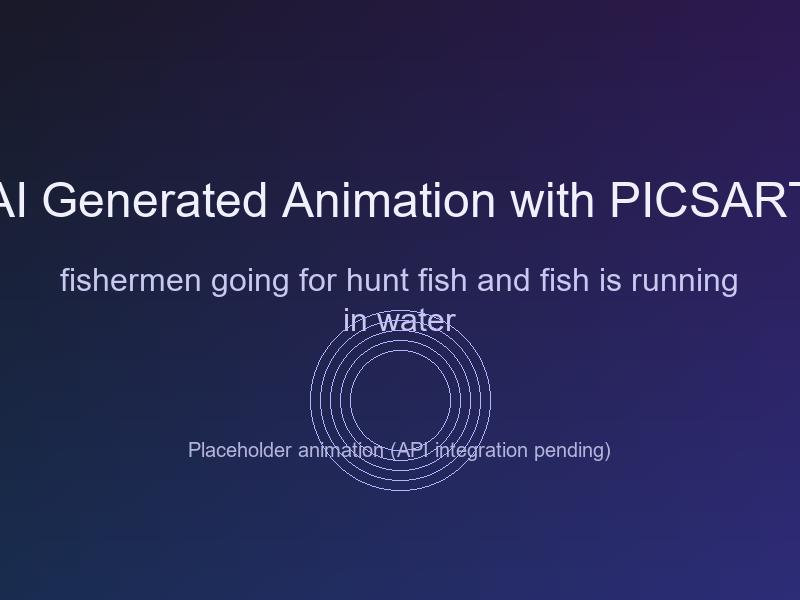 AI Generated Animation with PICSART
fishermen going for hunt fish and fish is running
in water
Placeholder animation (API integration pending)